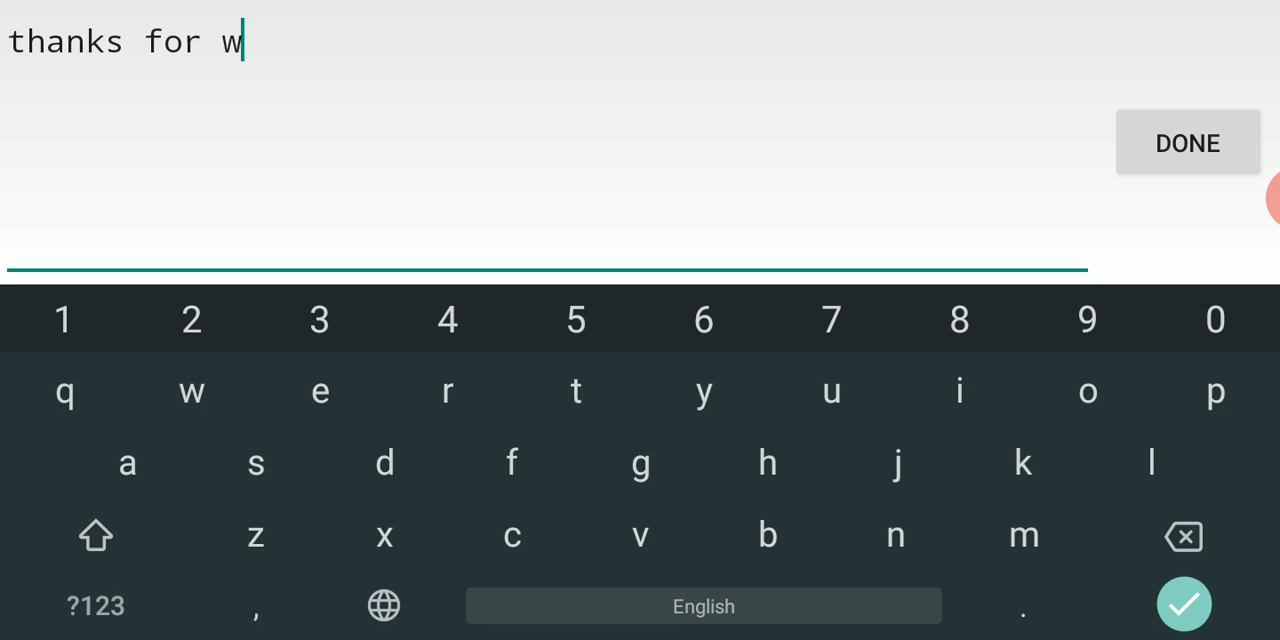 thanks for w
DONE
1 2 3 4 5 6 7 8 9 0
q w e r t y u i o p
a s d f g h j k l
z x c v b n m
?123 , English .